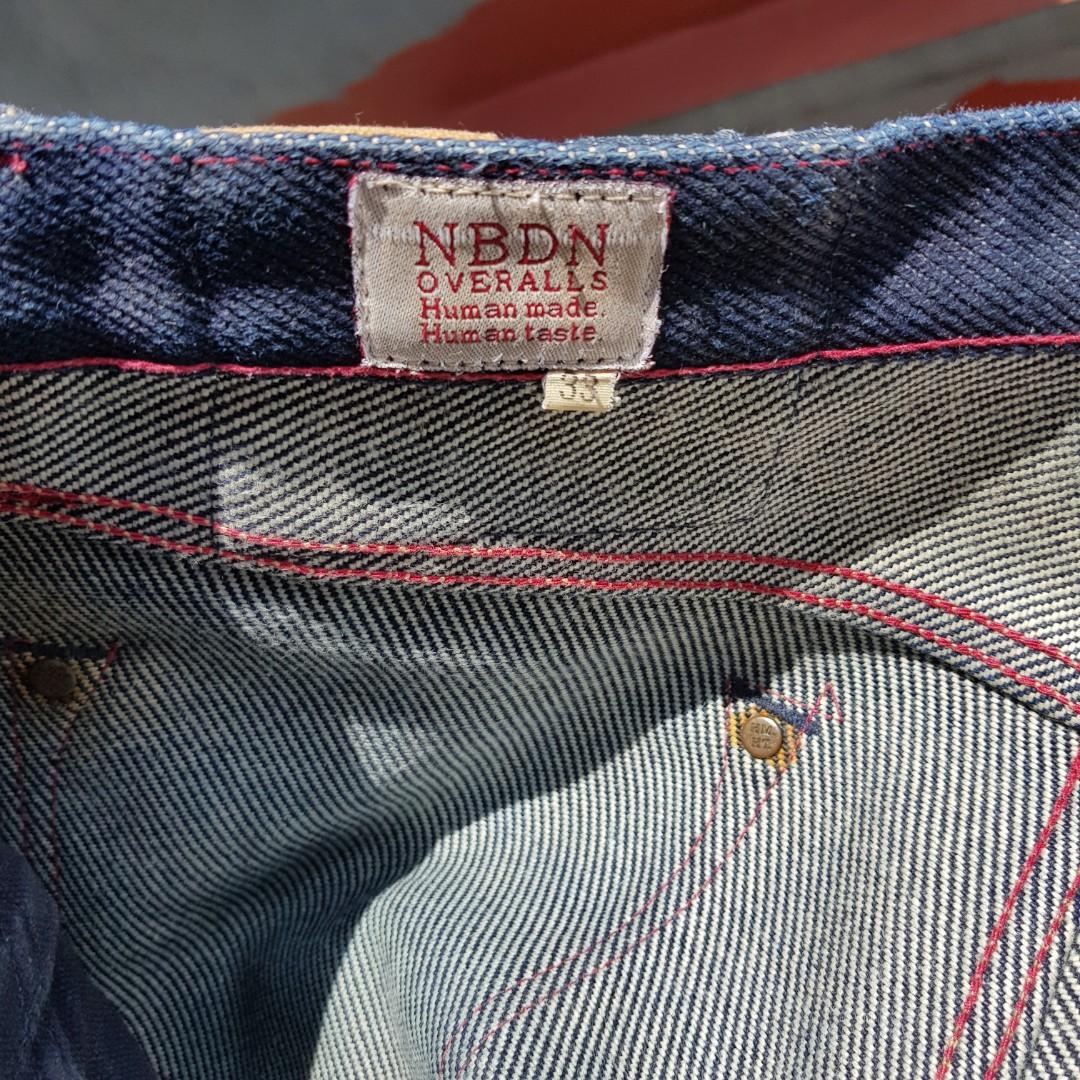 NBDN
OVERALLS
Human made.
Human taste.
33